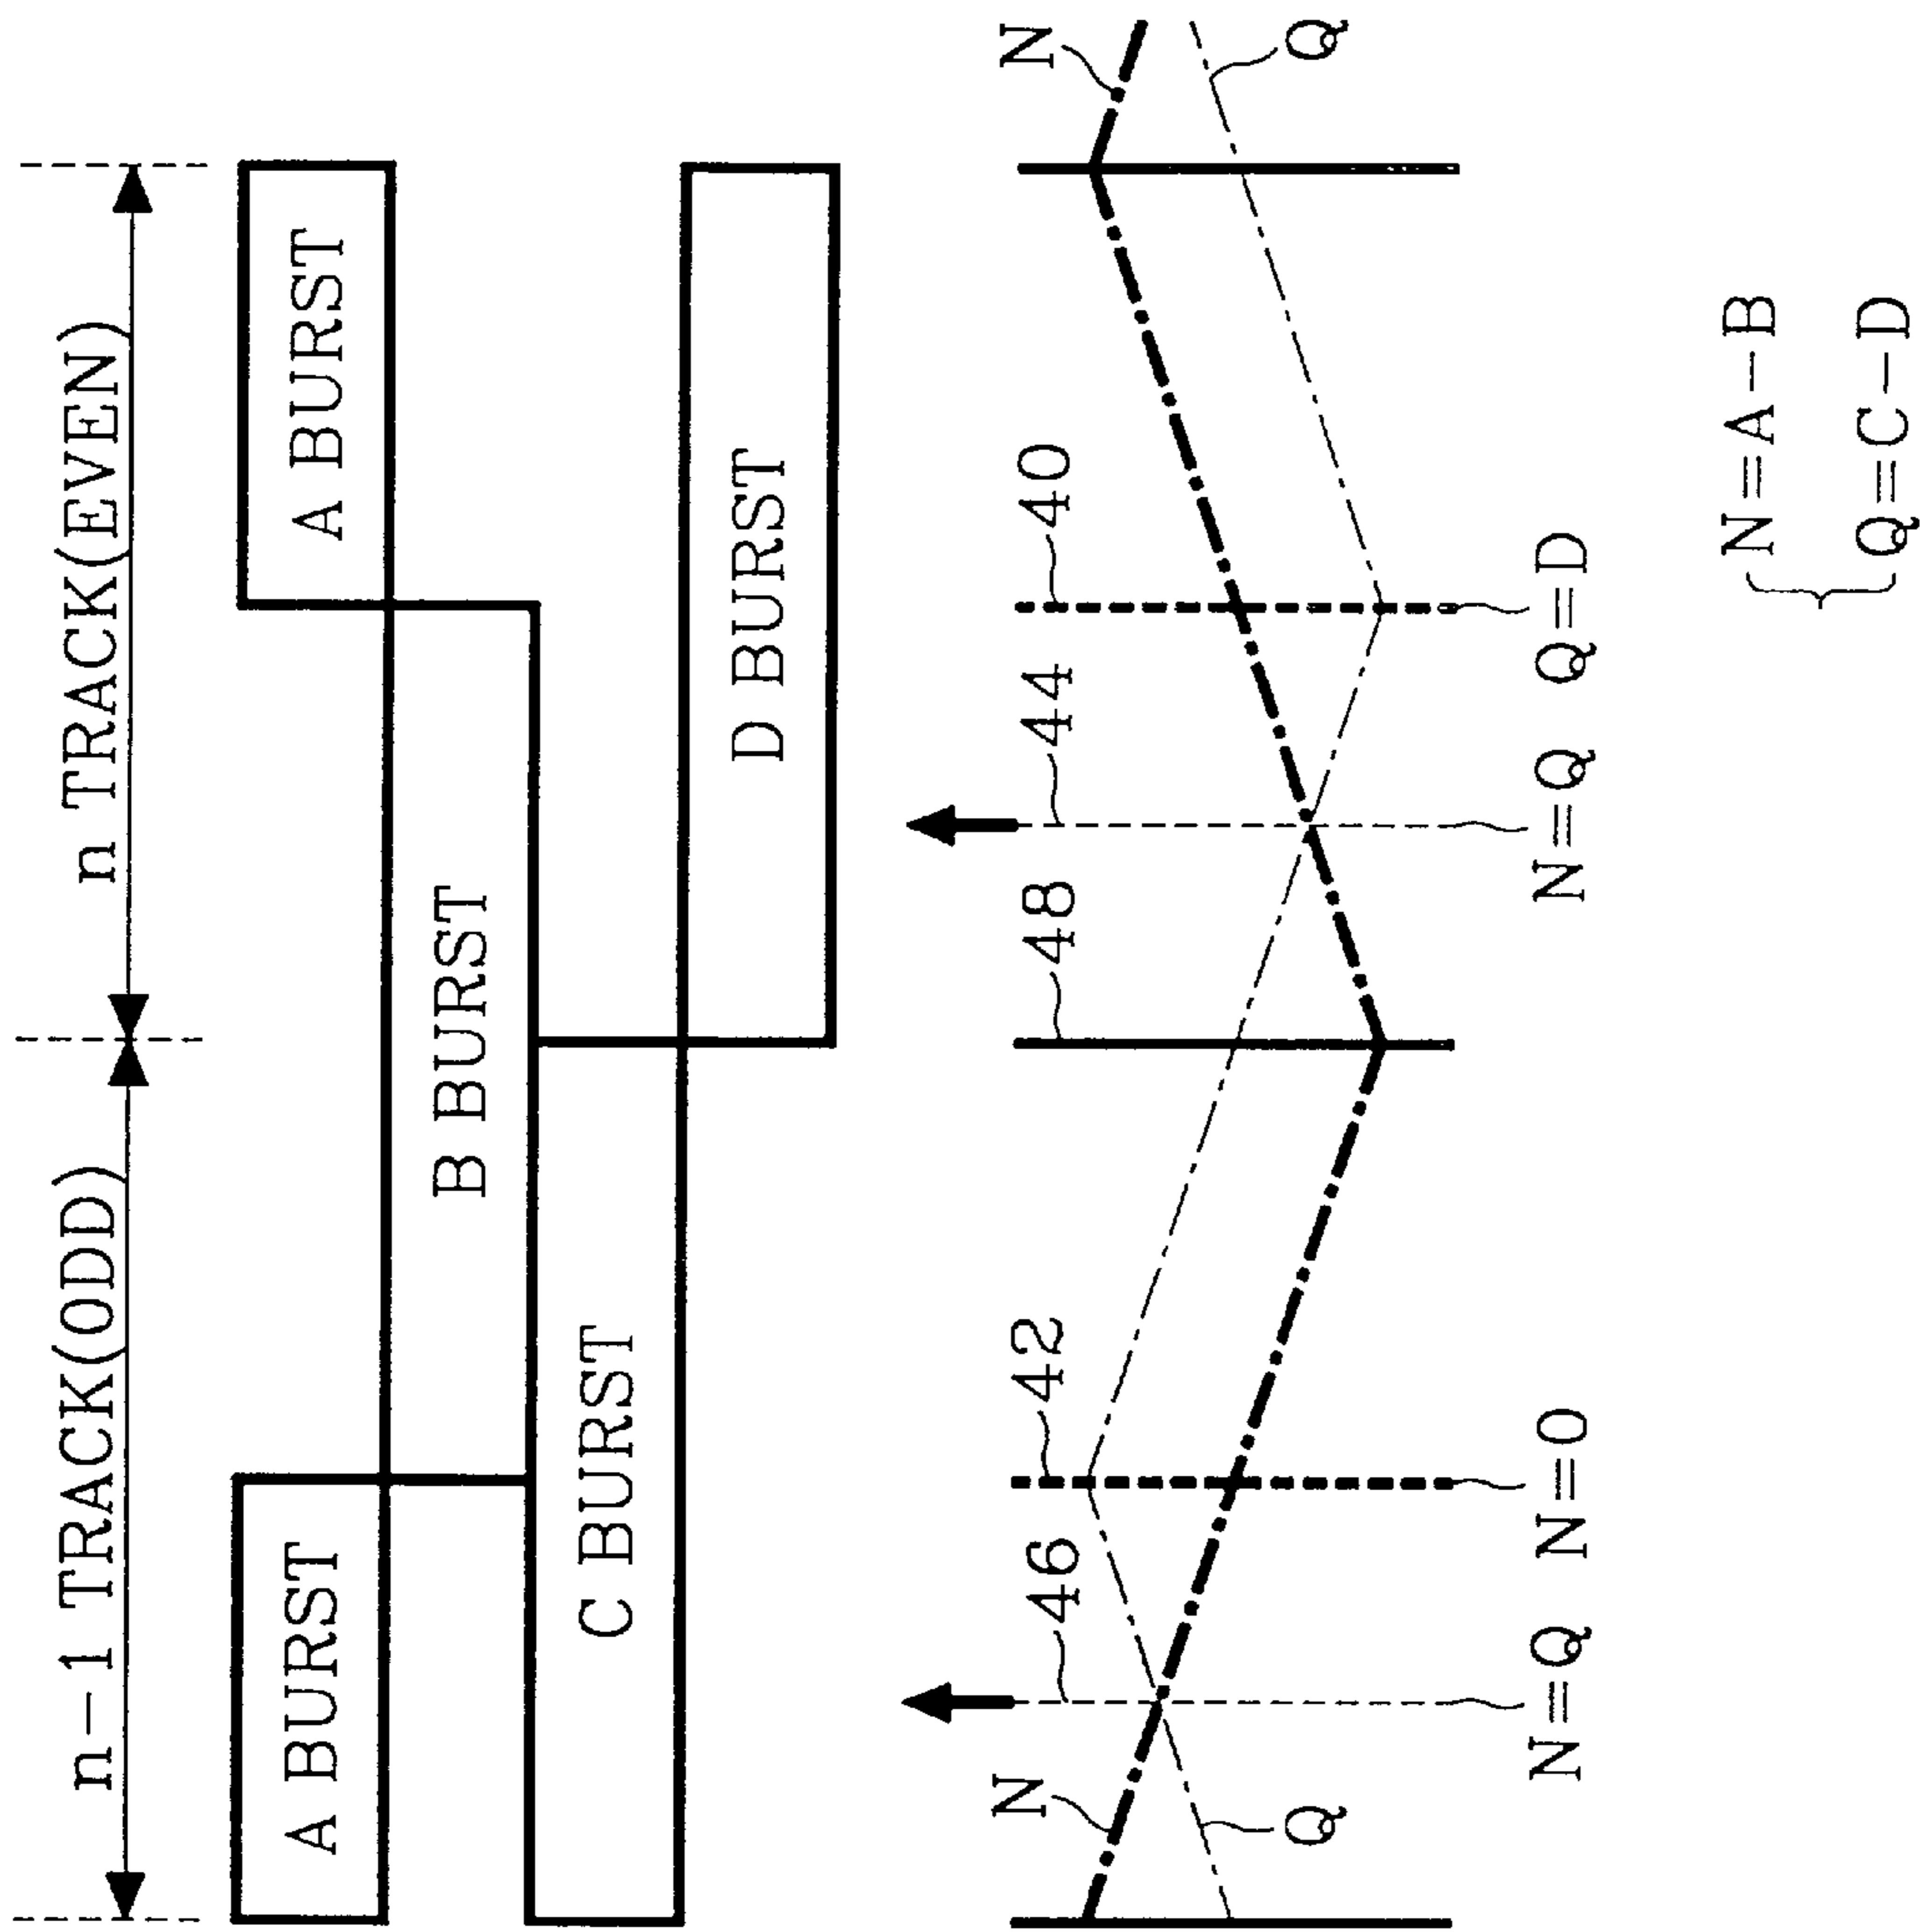 n-1 TRACK(ODD) n TRACK(EVEN)
A BURST A BURST
B BURST
C BURST
D BURST
N 46 42 48 44 40 N
Q Q
N=Q N=0 N=Q Q=D
N=A-B
Q=C-D